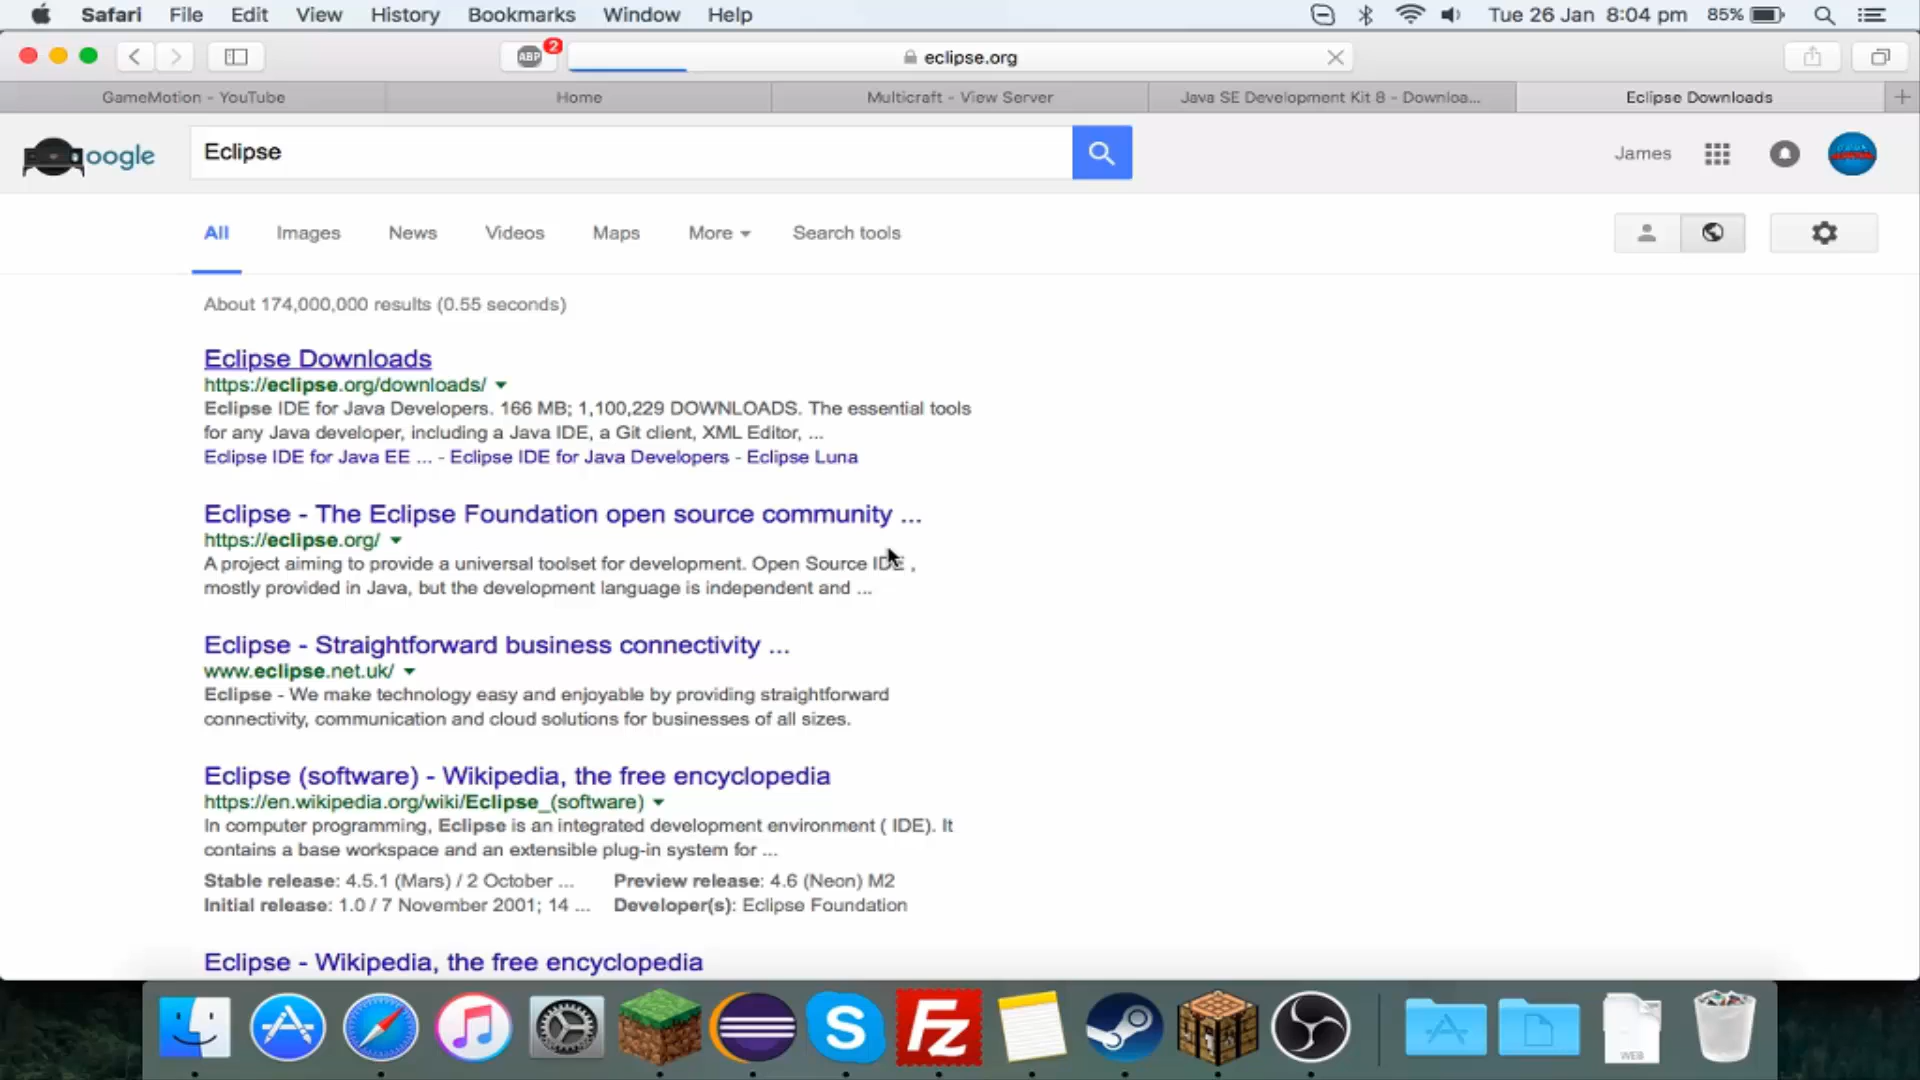 Safari File Edit View History Bookmarks Window Help Tue 26 Jan 8:04 pm 85%
ABP 2 eclipse.org
GameMotion - YouTube Home Multicraft - View Server Java SE Development Kit 8 - Downloa... Eclipse Downloads
oogle Eclipse James
All Images News Videos Maps More Search tools
About 174,000,000 results (0.55 seconds)
Eclipse Downloads
https://eclipse.org/downloads/
Eclipse IDE for Java Developers. 166 MB; 1,100,229 DOWNLOADS. The essential tools
for any Java developer, including a Java IDE, a Git client, XML Editor, ...
Eclipse IDE for Java EE ... - Eclipse IDE for Java Developers - Eclipse Luna
Eclipse - The Eclipse Foundation open source community ...
https://eclipse.org/
A project aiming to provide a universal toolset for development. Open Source IDE ,
mostly provided in Java, but the development language is independent and ...
Eclipse - Straightforward business connectivity ...
www.eclipse.net.uk/
Eclipse - We make technology easy and enjoyable by providing straightforward
connectivity, communication and cloud solutions for businesses of all sizes.
Eclipse (software) - Wikipedia, the free encyclopedia
https://en.wikipedia.org/wiki/Eclipse_(software)
In computer programming, Eclipse is an integrated development environment ( IDE). It
contains a base workspace and an extensible plug-in system for ...
Stable release: 4.5.1 (Mars) / 2 October ... Preview release: 4.6 (Neon) M2
Initial release: 1.0 / 7 November 2001; 14 ... Developer(s): Eclipse Foundation
Eclipse - Wikipedia, the free encyclopedia
S Fz WEB